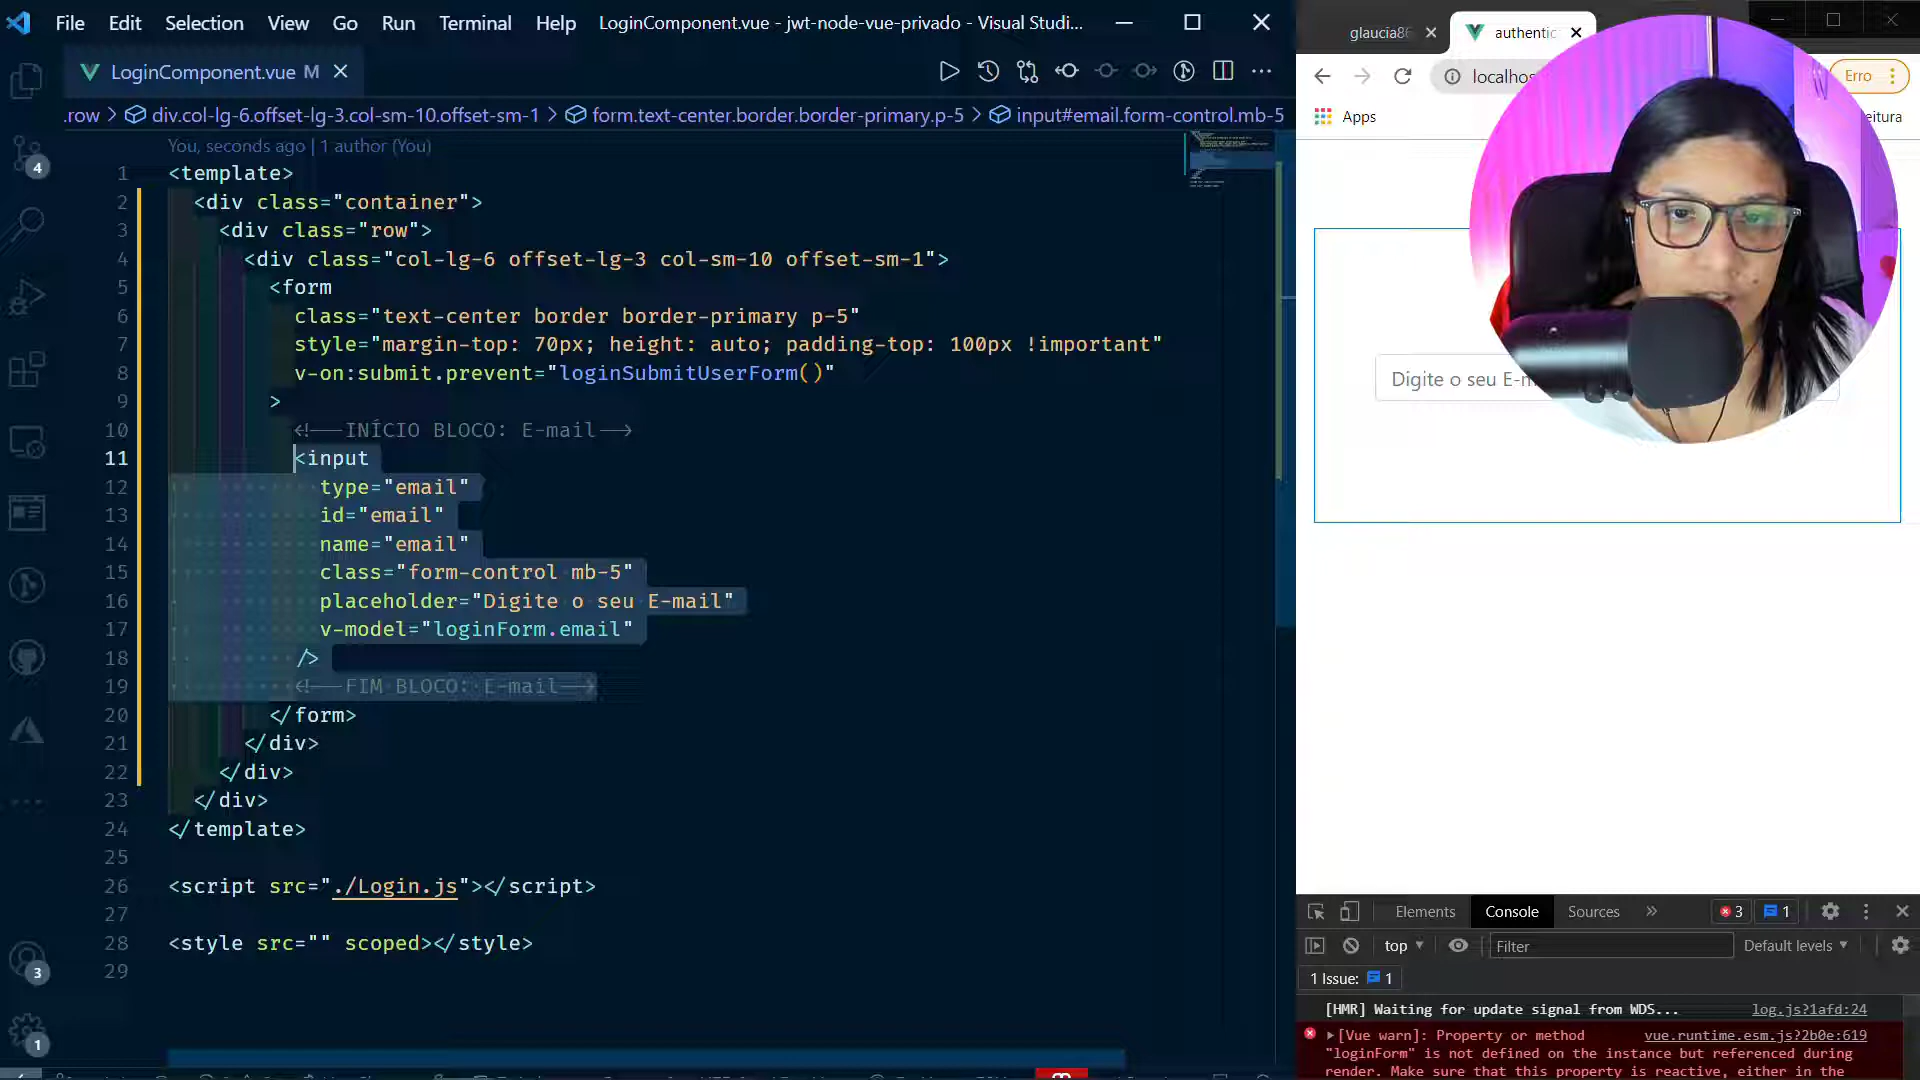 File Edit Selection View Go Run Terminal Help LoginComponent.vue - jwt-node-vue-privado - Visual Studi...
LoginComponent.vue M
.row > div.col-lg-6.offset-lg-3.col-sm-10.offset-sm-1 > form.text-center.border.border-primary.p-5 > input#email.form-control.mb-5
You, seconds ago | 1 author (You)
1 <template>
2 <div class="container">
3 <div class="row">
4 <div class="col-lg-6 offset-lg-3 col-sm-10 offset-sm-1">
5 <form
6 class="text-center border border-primary p-5"
7 style="margin-top: 70px; height: auto; padding-top: 100px !important"
8 v-on:submit.prevent="loginSubmitUserForm()"
9 >
10 <!-- INÍCIO BLOCO: E-mail -->
11 <input
12 type="email"
13 id="email"
14 name="email"
15 class="form-control mb-5"
16 placeholder="Digite o seu E-mail"
17 v-model="loginForm.email"
18 />
19 <!-- FIM BLOCO: E-mail -->
20 </form>
21 </div>
22 </div>
23 </div>
24 </template>
25
26 <script src="./Login.js"></script>
27
28 <style src="" scoped></style>
29
4
3
1
glaucia86
authentic
localhos
Erro
Apps
eitura
Digite o seu E-m
Elements Console Sources 3 1
top Filter Default levels
1 Issue: 1
[HMR] Waiting for update signal from WDS... log.js?1afd:24
[Vue warn]: Property or method vue.runtime.esm.js?2b0e:619
"loginForm" is not defined on the instance but referenced during
render. Make sure that this property is reactive, either in the